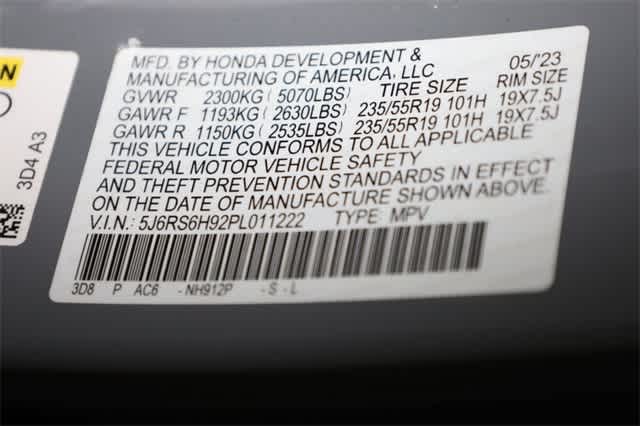 MFD. BY HONDA DEVELOPMENT & 05/'23
MANUFACTURING OF AMERICA, LLC
GVWR 2300KG ( 5070LBS) TIRE SIZE RIM SIZE
GAWR F 1193KG ( 2630LBS) 235/55R19 101H 19X7.5J
GAWR R 1150KG ( 2535LBS) 235/55R19 101H 19X7.5J
THIS VEHICLE CONFORMS TO ALL APPLICABLE
FEDERAL MOTOR VEHICLE SAFETY
AND THEFT PREVENTION STANDARDS IN EFFECT
ON THE DATE OF MANUFACTURE SHOWN ABOVE.
V.I.N.: 5J6RS6H92PL011222 TYPE: MPV
3D8 P AC6 -NH912P -S-L
3D4 A3